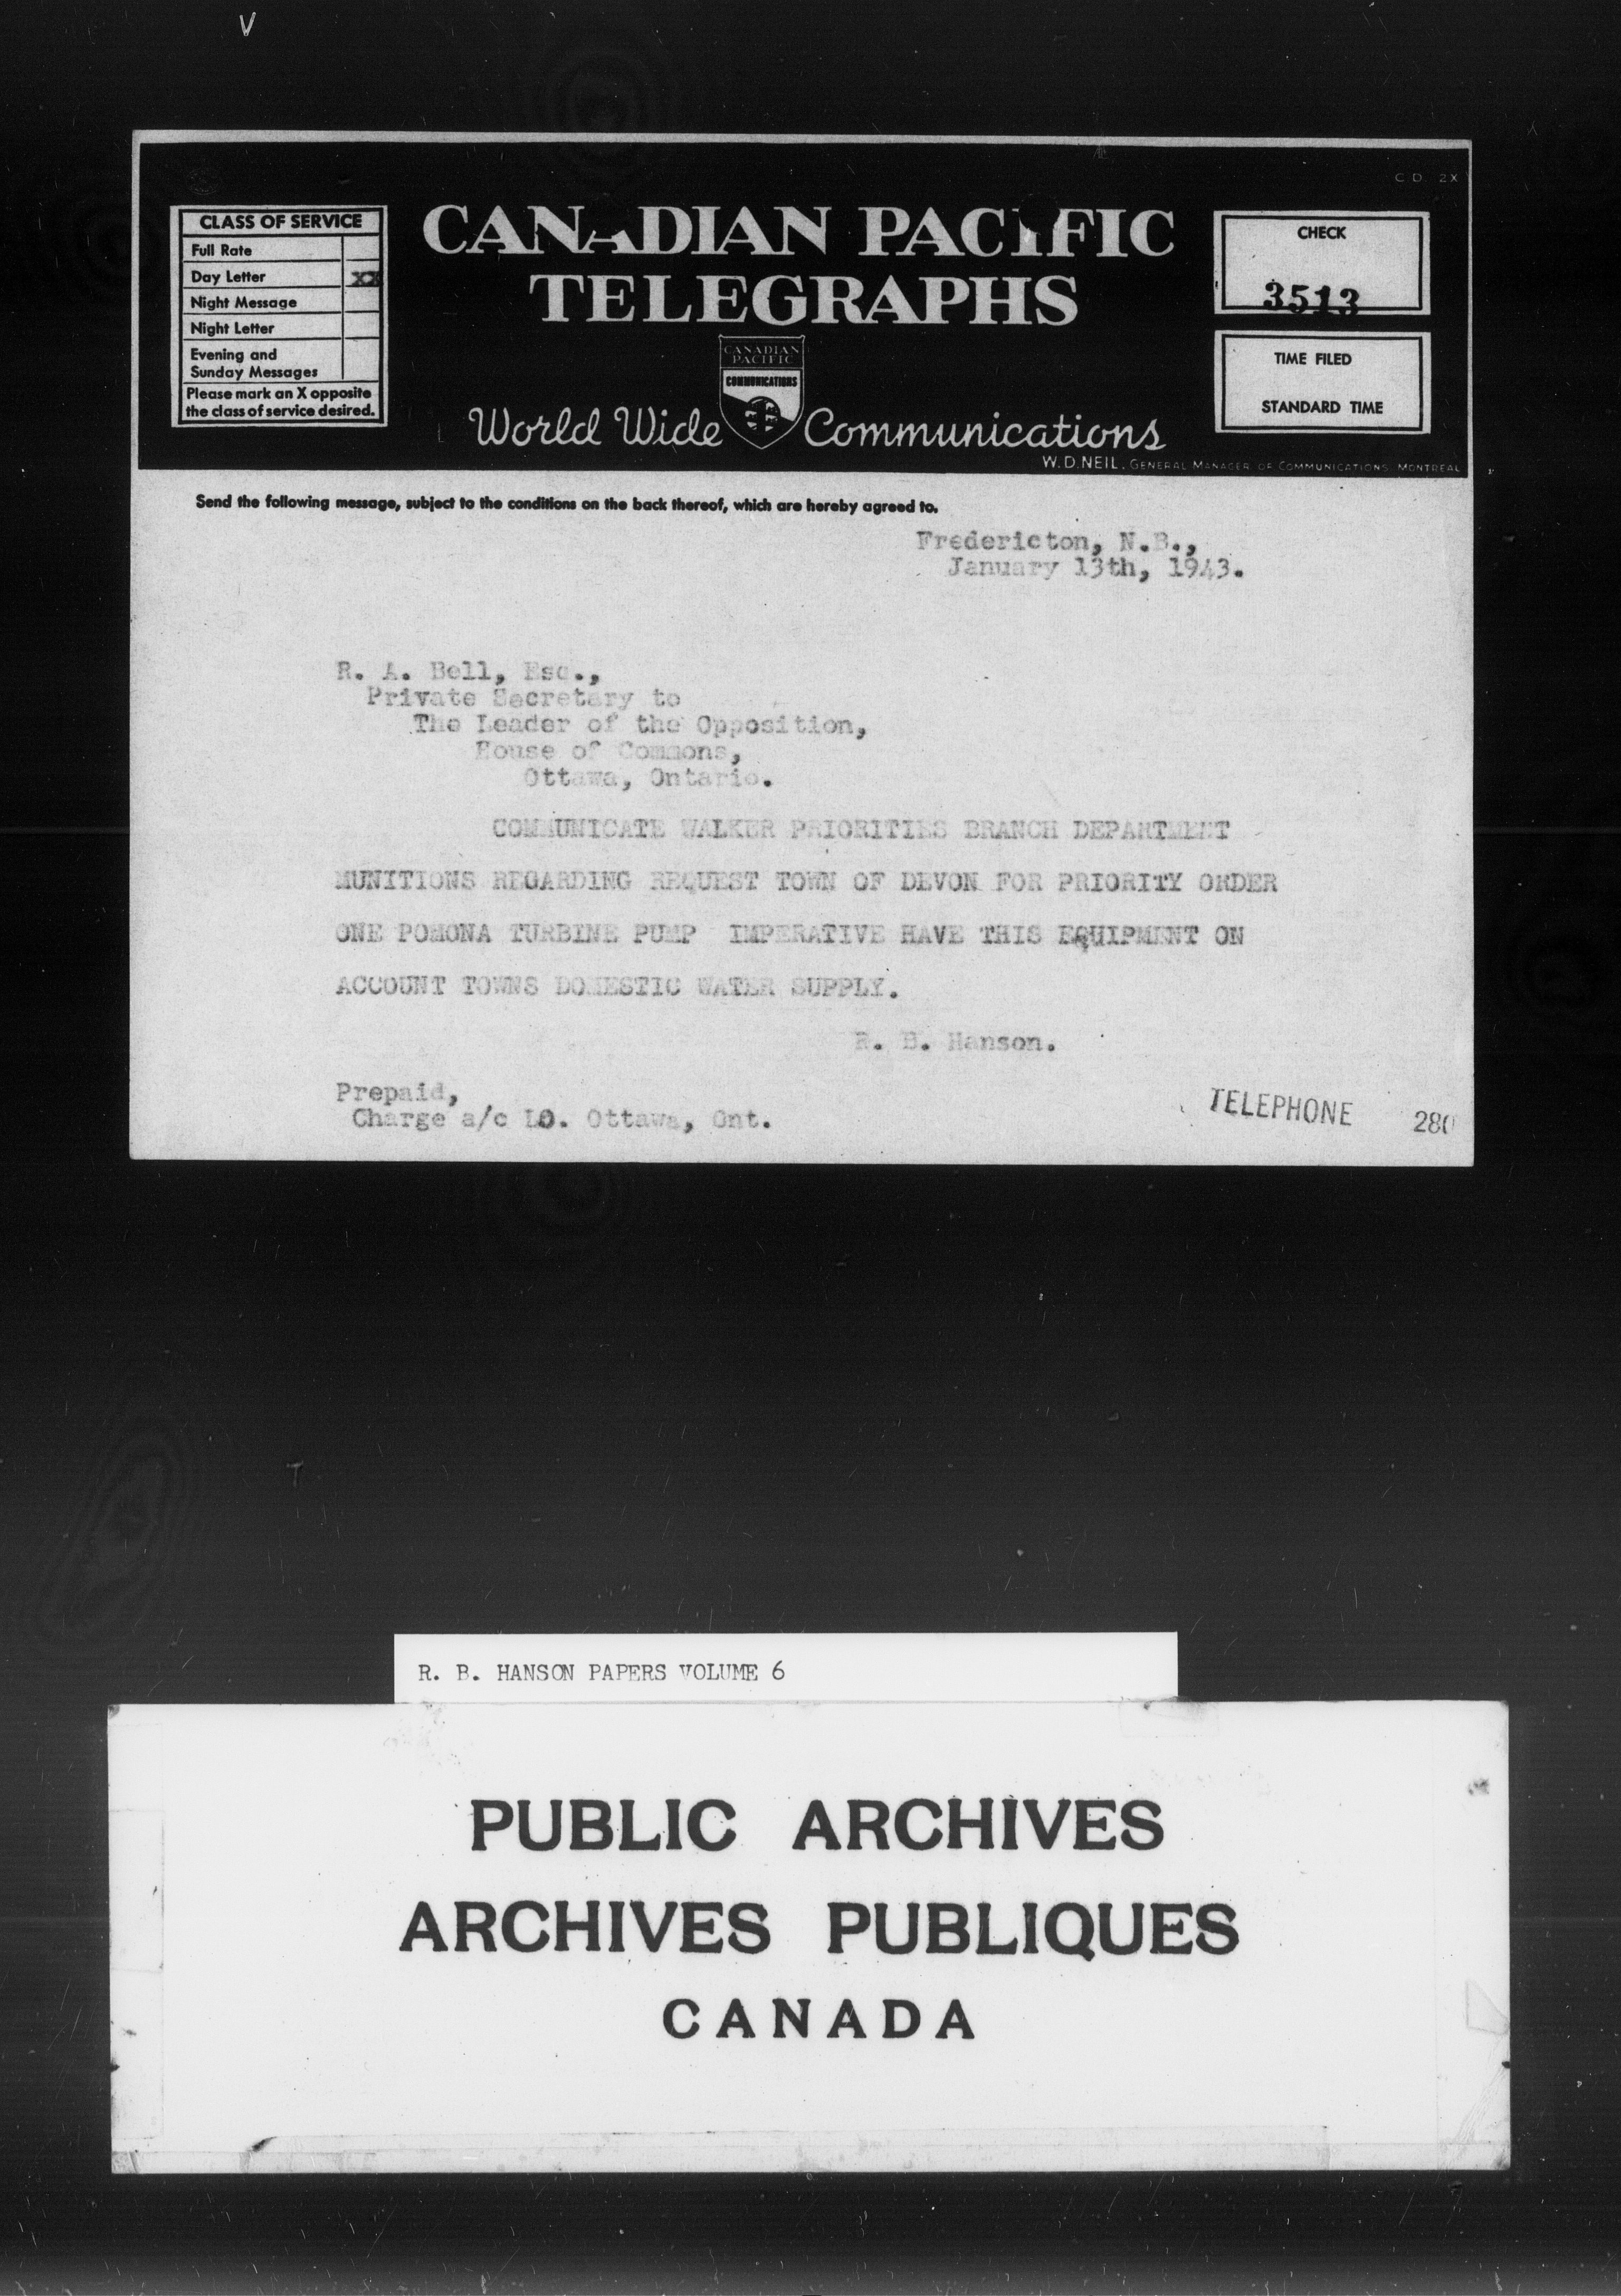 V
C.D. 2X
CLASS OF SERVICE
Full Rate
Day Letter XX
Night Message
Night Letter
Evening and
Sunday Messages
Please mark an X opposite
the class of service desired.
CANADIAN PACIFIC
TELEGRAPHS
CANADIAN
PACIFIC
COMMUNICATIONS
World Wide Communications
W. D. NEIL, GENERAL MANAGER OF COMMUNICATIONS, MONTREAL
CHECK
3513
TIME FILED
STANDARD TIME
Send the following message, subject to the conditions on the back thereof, which are hereby agreed to.
Fredericton, N.B.,
January 13th, 1943.
R. A. Bell, Esq.,
Private Secretary to
The Leader of the Opposition,
House of Commons,
Ottawa, Ontario.
COMMUNICATE WALKER PRIORITIES BRANCH DEPARTMENT
MUNITIONS REGARDING REQUEST TOWN OF DEVON FOR PRIORITY ORDER
ONE POMONA TURBINE PUMP IMPERATIVE HAVE THIS EQUIPMENT ON
ACCOUNT TOWNS DOMESTIC WATER SUPPLY.
R. B. Hanson.
Prepaid,
Charge a/c LO. Ottawa, Ont.
TELEPHONE 280
R. B. HANSON PAPERS VOLUME 6
PUBLIC ARCHIVES
ARCHIVES PUBLIQUES
CANADA